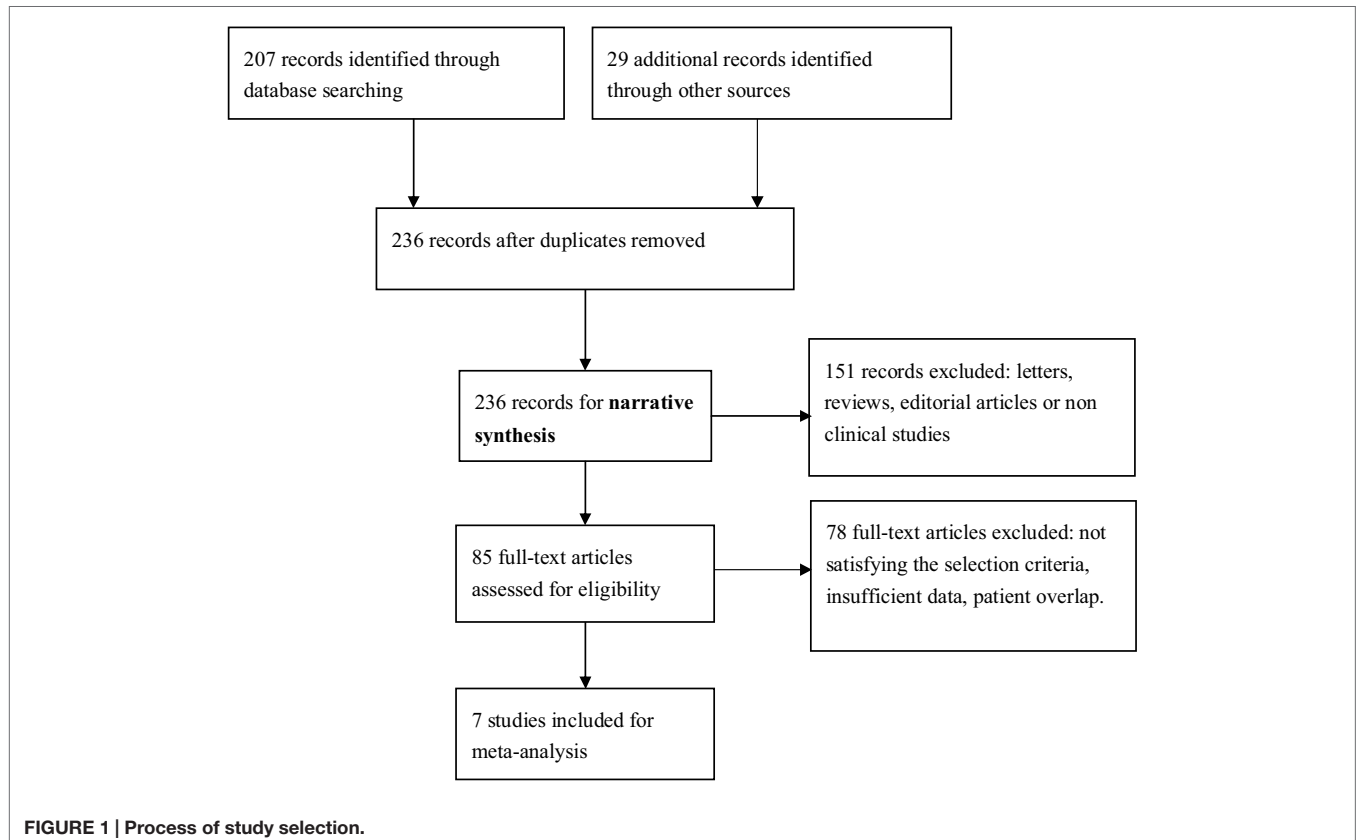 207 records identified through
database searching
29 additional records identified
through other sources
236 records after duplicates removed
236 records for narrative
synthesis
151 records excluded: letters,
reviews, editorial articles or non
clinical studies
85 full-text articles
assessed for eligibility
78 full-text articles excluded: not
satisfying the selection criteria,
insufficient data, patient overlap.
7 studies included for
meta-analysis
FIGURE 1 | Process of study selection.